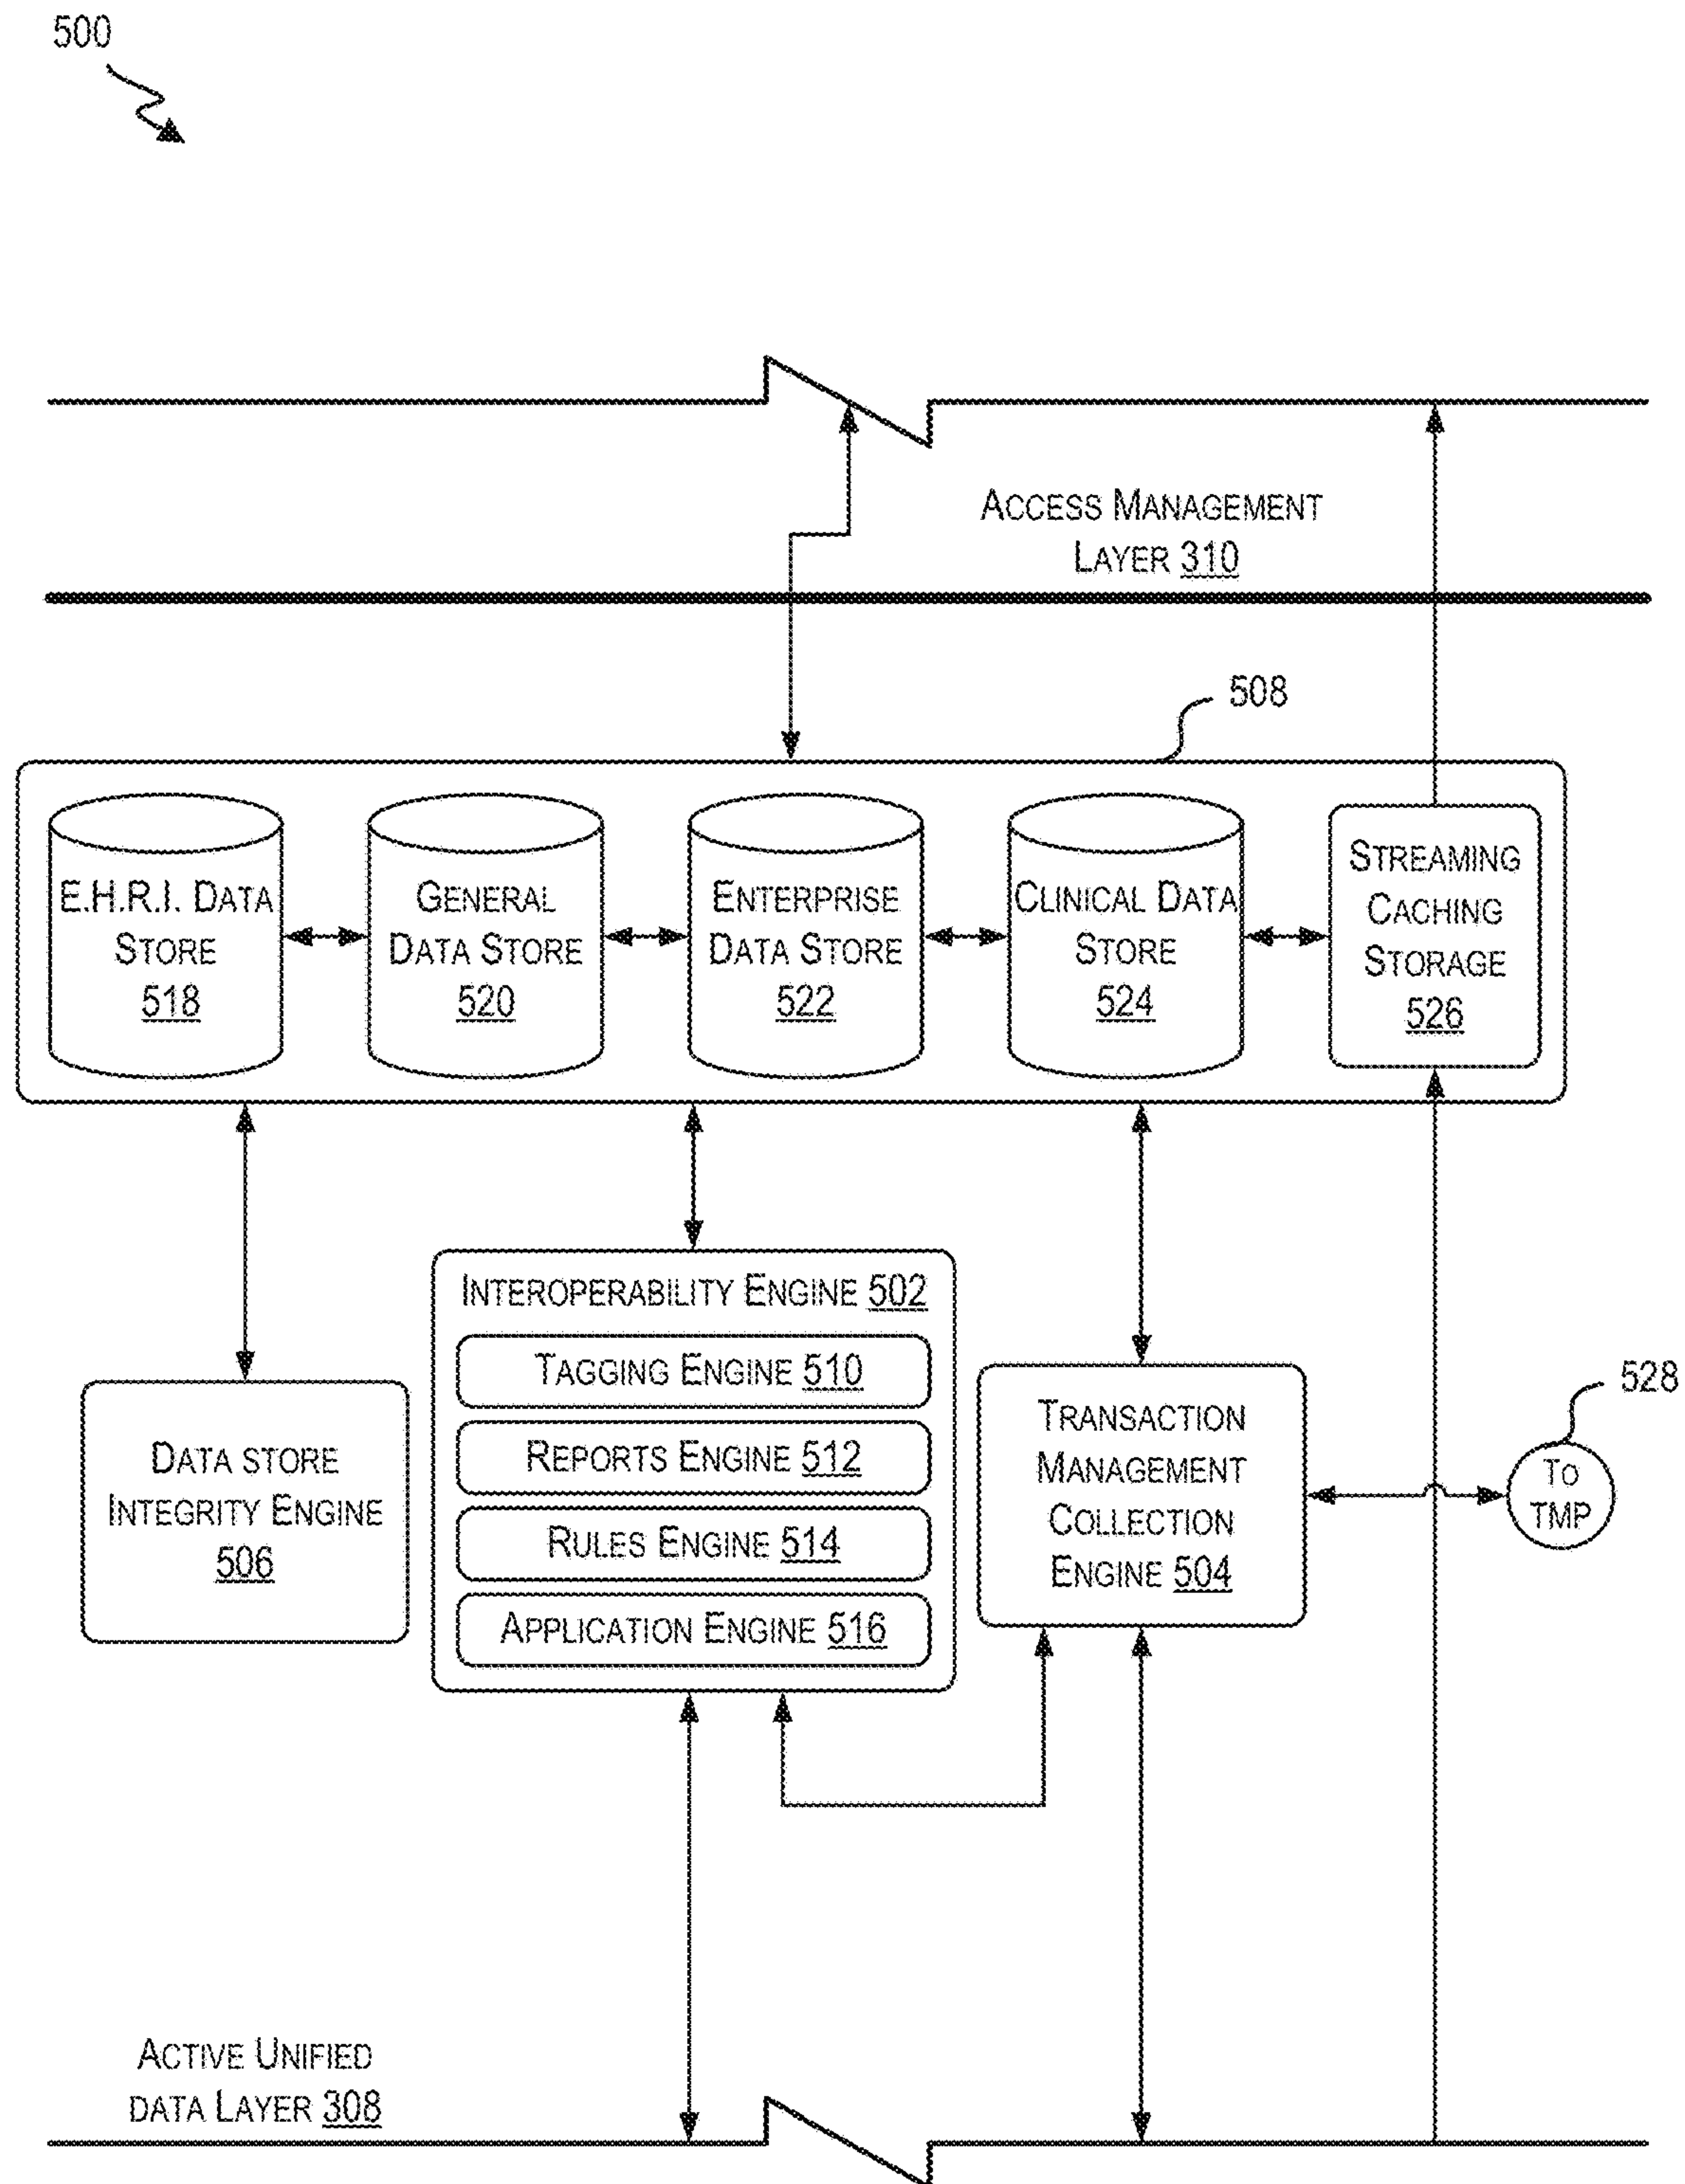 500
ACCESS MANAGEMENT
LAYER 310
508
E.H.R.I. DATA
STORE
518
GENERAL
DATA STORE
520
ENTERPRISE
DATA STORE
522
CLINICAL DATA
STORE
524
STREAMING
CACHING
STORAGE
526
INTEROPERABILITY ENGINE 502
TAGGING ENGINE 510
REPORTS ENGINE 512
RULES ENGINE 514
APPLICATION ENGINE 516
DATA STORE
INTEGRITY ENGINE
506
TRANSACTION
MANAGEMENT
COLLECTION
ENGINE 504
528
TO
TMP
ACTIVE UNIFIED
DATA LAYER 308